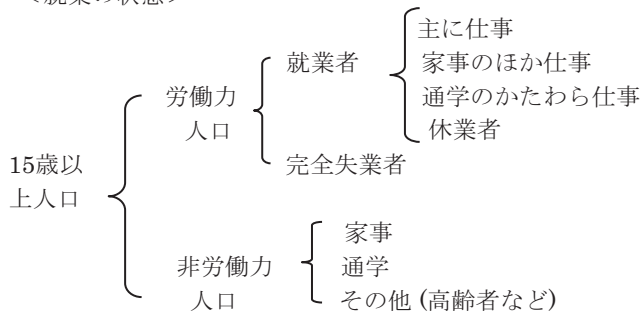 ＜就業の状態＞
15歳以
上人口
労働力
人口
就業者
主に仕事
家事のほか仕事
通学のかたわら仕事
休業者
完全失業者
非労働力
人口
家事
通学
その他 (高齢者など)